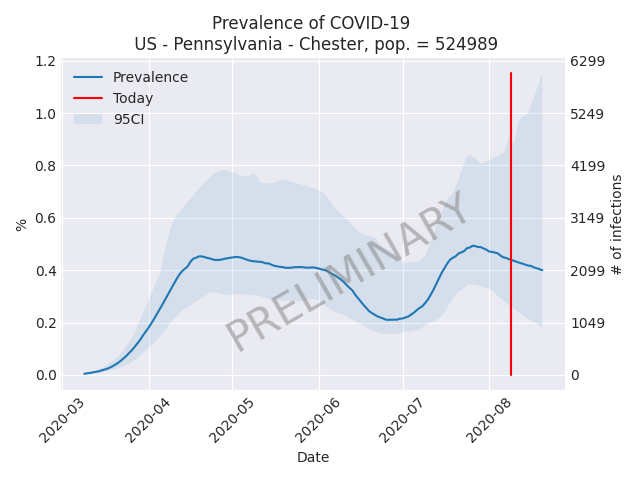 Prevalence of COVID-19
US - Pennsylvania - Chester, pop. = 524989
1.2
1.0
0.8
0.6
0.4
0.2
0.0
%
6299
5249
4199
3149
2099
1049
0
# of infections
Prevalence
Today
95CI
PRELIMINARY
2020-03
2020-04
2020-05
2020-06
2020-07
2020-08
Date